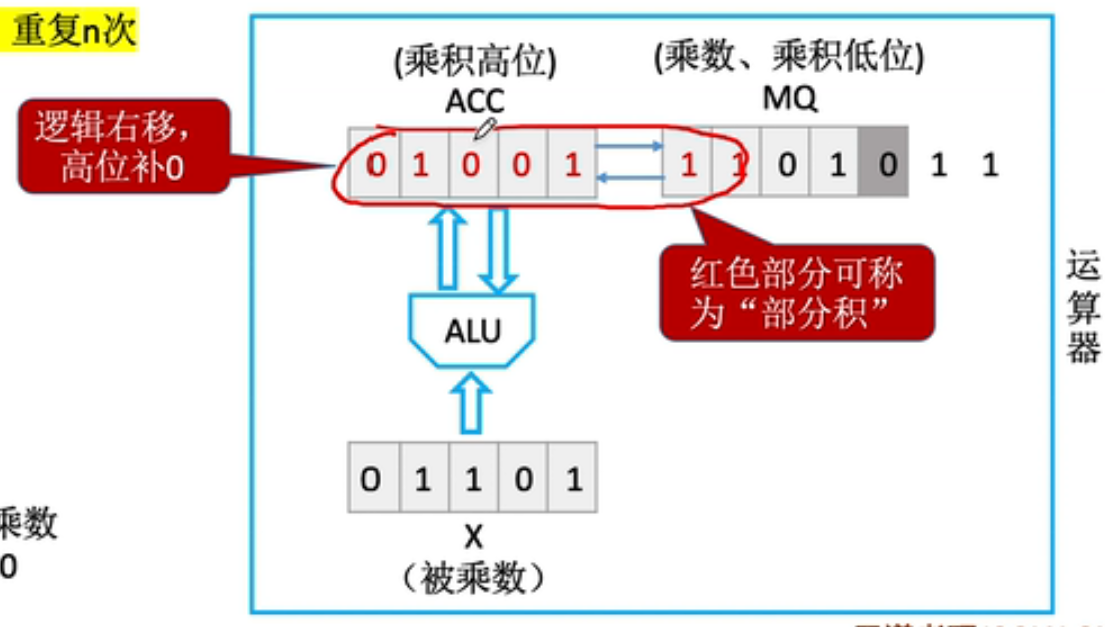 重复n次
(乘积高位)
ACC
(乘数、乘积低位)
MQ
逻辑右移，
高位补0
0 1 0 0 1
1 1 0 1 0 1 1
红色部分可称
为“部分积”
ALU
运
算
器
0 1 1 0 1
X
（被乘数）
乘数
0